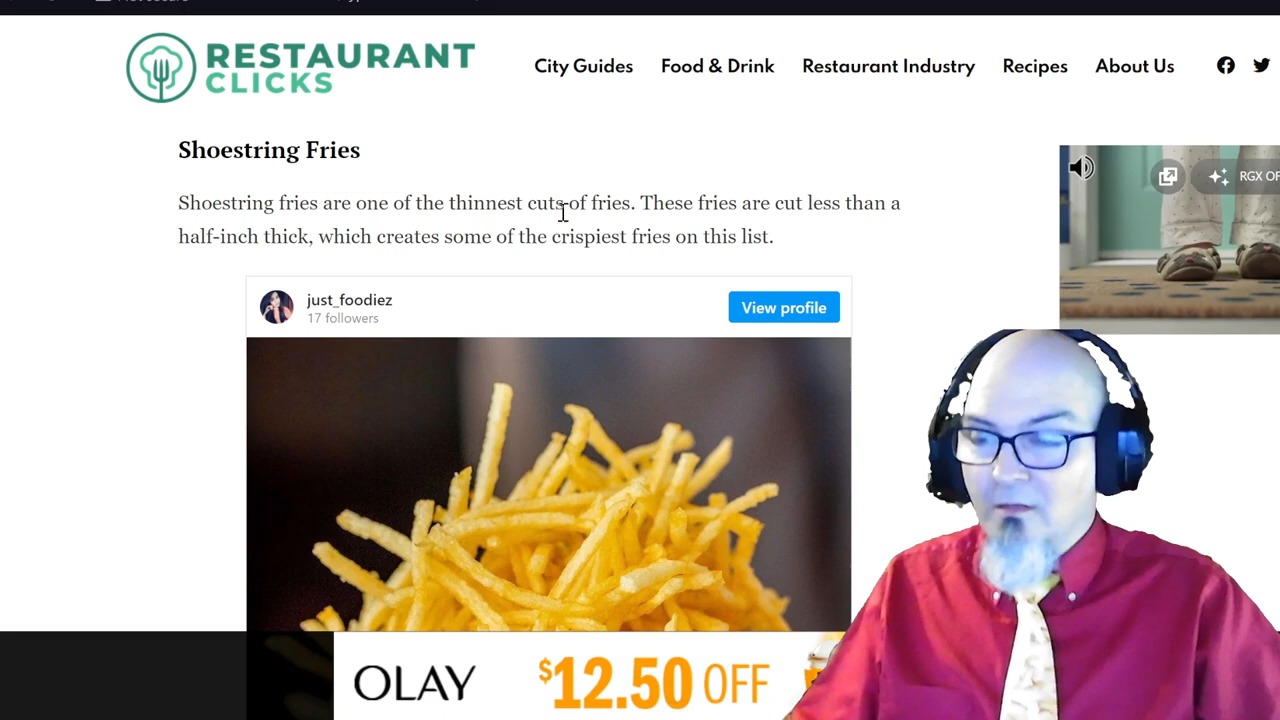 RESTAURANT
CLICKS
City Guides
Food & Drink
Restaurant Industry
Recipes
About Us
Shoestring Fries
Shoestring fries are one of the thinnest cuts of fries. These fries are cut less than a
half-inch thick, which creates some of the crispiest fries on this list.
RGX OF
just_foodiez
17 followers
View profile
OLAY
$12.50 OFF